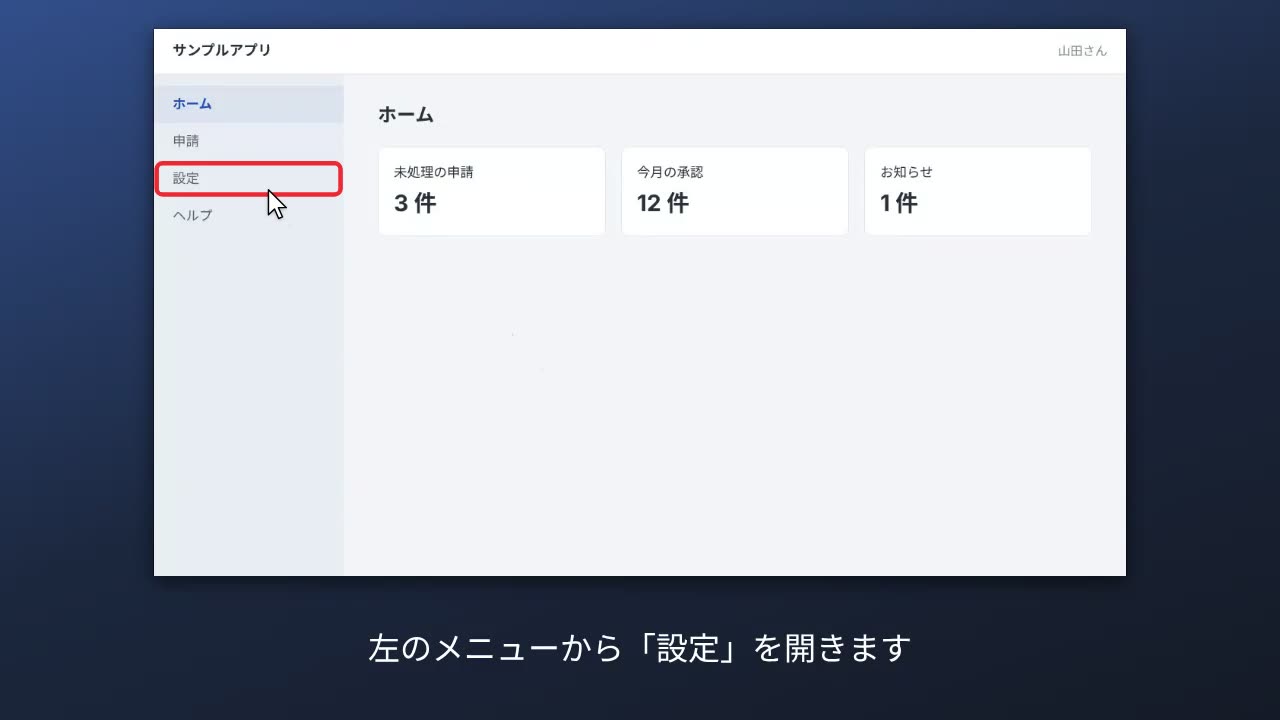 サンプルアプリ
山田さん
ホーム
申請
設定
ヘルプ
ホーム
未処理の申請
3 件
今月の承認
12 件
お知らせ
1 件
左のメニューから「設定」を開きます